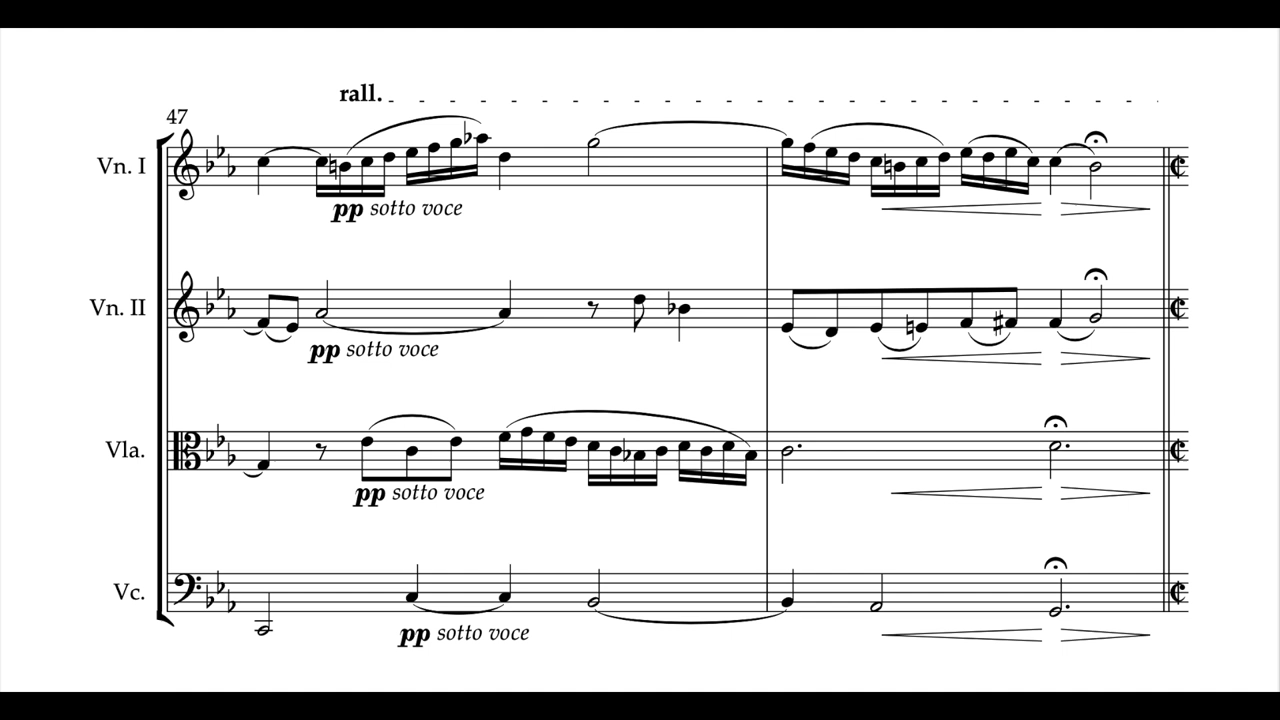 rall.
47
Vn. I
pp sotto voce
Vn. II
pp sotto voce
Vla.
pp sotto voce
Vc.
pp sotto voce